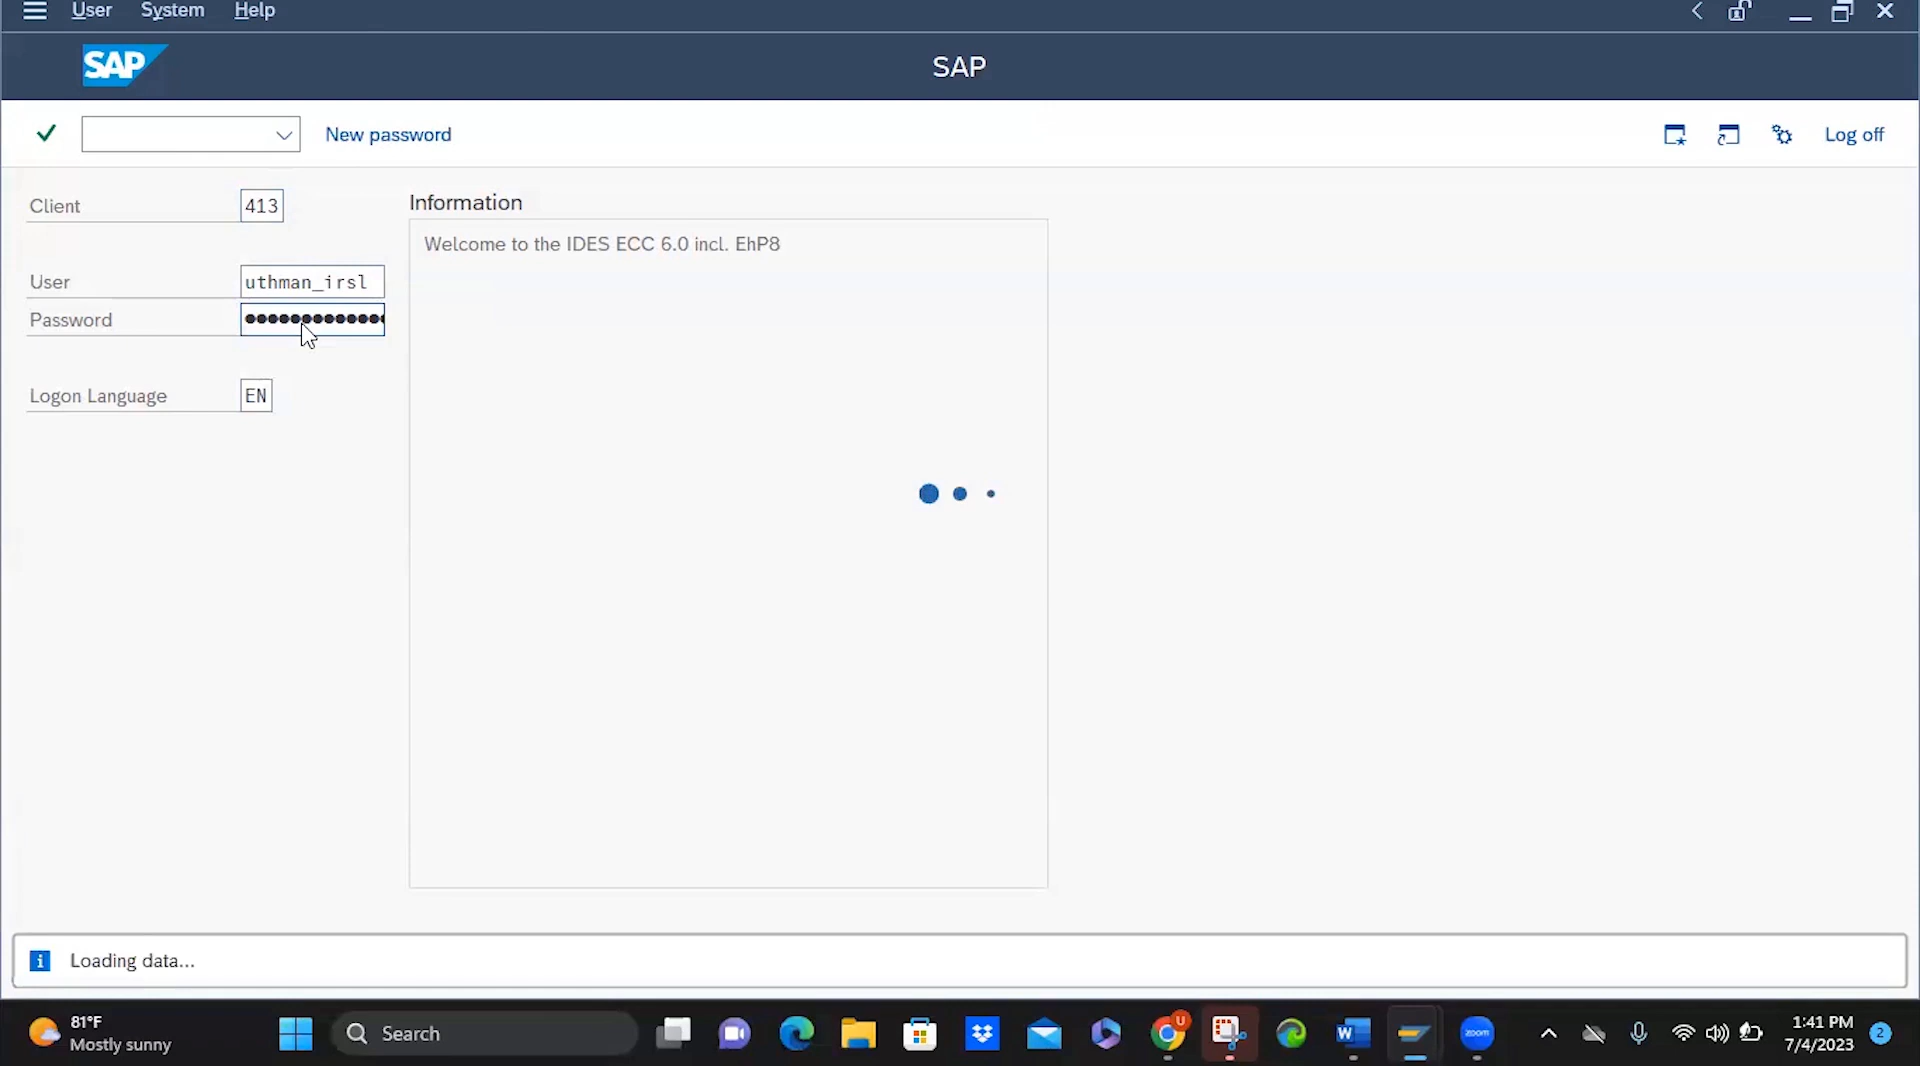 User System Help
SAP SAP
New password Log off
Client 413 Information
Welcome to the IDES ECC 6.0 incl. EhP8
User uthman_irsl
Password
Logon Language EN
Loading data...
81°F
Mostly sunny
Search
U
W
zoom
1:41 PM
7/4/2023
2